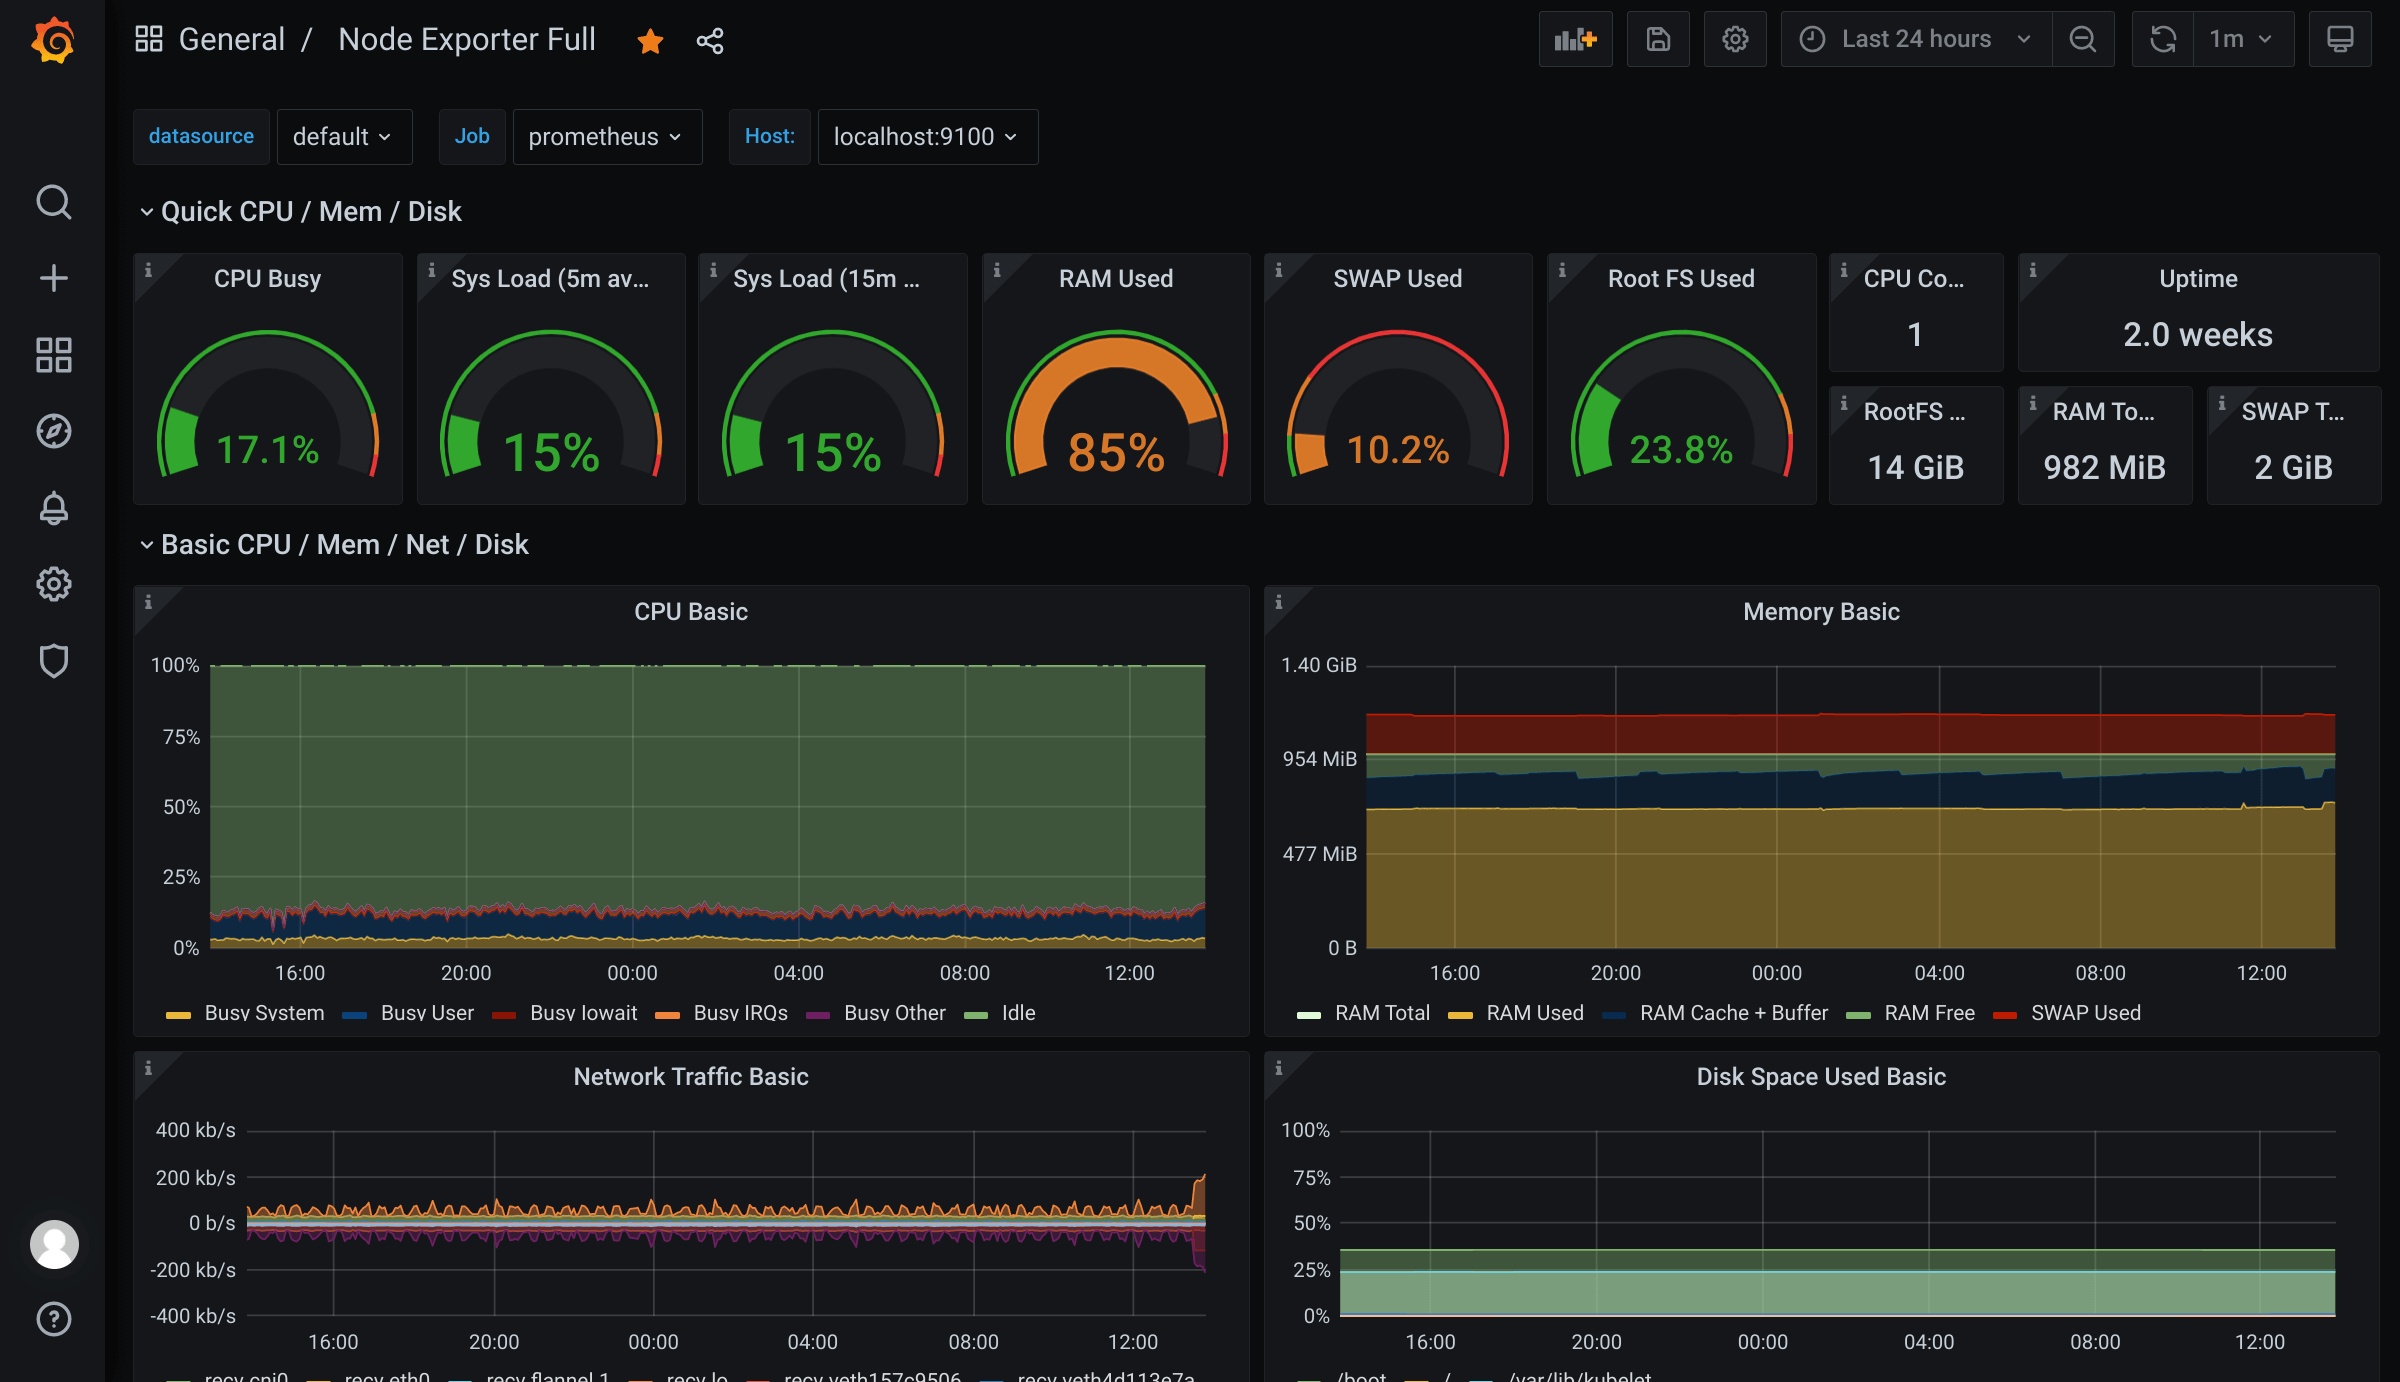 General / Node Exporter Full
Last 24 hours
1m
datasource default Job prometheus Host: localhost:9100
Quick CPU / Mem / Disk
CPU Busy
17.1%
Sys Load (5m av...
15%
Sys Load (15m ...
15%
RAM Used
85%
SWAP Used
10.2%
Root FS Used
23.8%
CPU Co...
1
Uptime
2.0 weeks
RootFS ...
14 GiB
RAM To...
982 MiB
SWAP T...
2 GiB
Basic CPU / Mem / Net / Disk
CPU Basic
100%
75%
50%
25%
0%
16:00 20:00 00:00 04:00 08:00 12:00
Busy System Busy User Busy Iowait Busy IRQs Busy Other Idle
Memory Basic
1.40 GiB
954 MiB
477 MiB
0 B
16:00 20:00 00:00 04:00 08:00 12:00
RAM Total RAM Used RAM Cache + Buffer RAM Free SWAP Used
Network Traffic Basic
400 kb/s
200 kb/s
0 b/s
-200 kb/s
-400 kb/s
16:00 20:00 00:00 04:00 08:00 12:00
recv cni0 recv eth0 recv flannel.1 recv lo recv veth157c9506 recv veth4d113e7a
Disk Space Used Basic
100%
75%
50%
25%
0%
16:00 20:00 00:00 04:00 08:00 12:00
/boot / /var/lib/kubelet